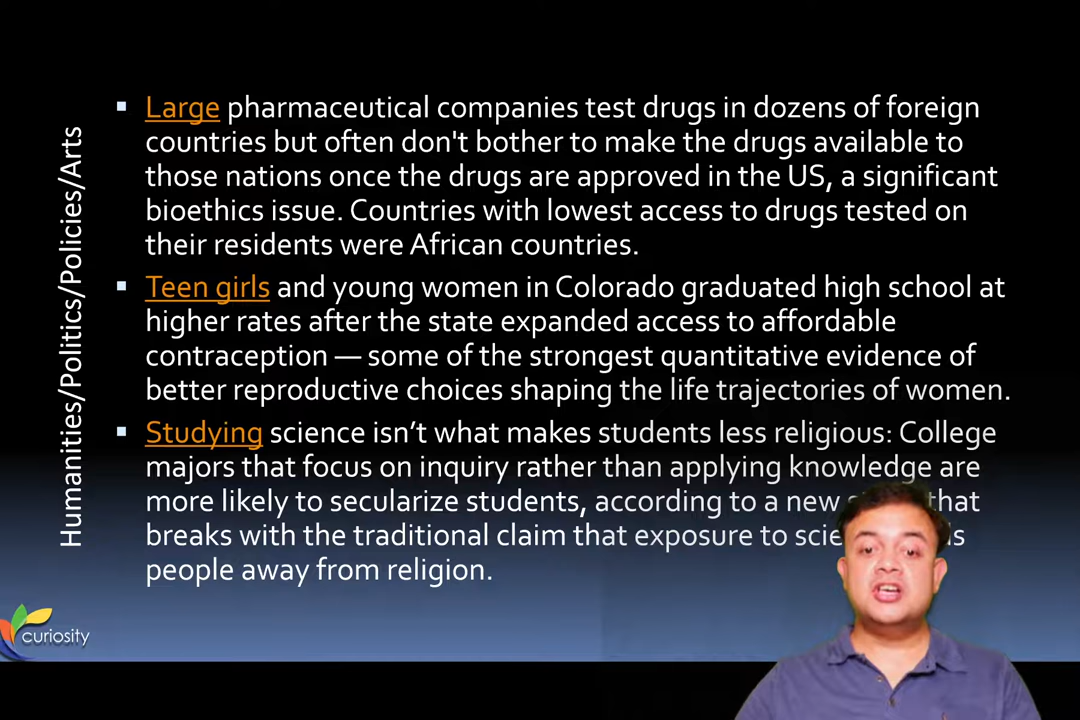 Humanities/Politics/Policies/Arts
Large pharmaceutical companies test drugs in dozens of foreign
countries but often don't bother to make the drugs available to
those nations once the drugs are approved in the US, a significant
bioethics issue. Countries with lowest access to drugs tested on
their residents were African countries.
Teen girls and young women in Colorado graduated high school at
higher rates after the state expanded access to affordable
contraception — some of the strongest quantitative evidence of
better reproductive choices shaping the life trajectories of women.
Studying science isn't what makes students less religious: College
majors that focus on inquiry rather than applying knowledge are
more likely to secularize students, according to a new that
breaks with the traditional claim that exposure to
people away from religion.
curiosity